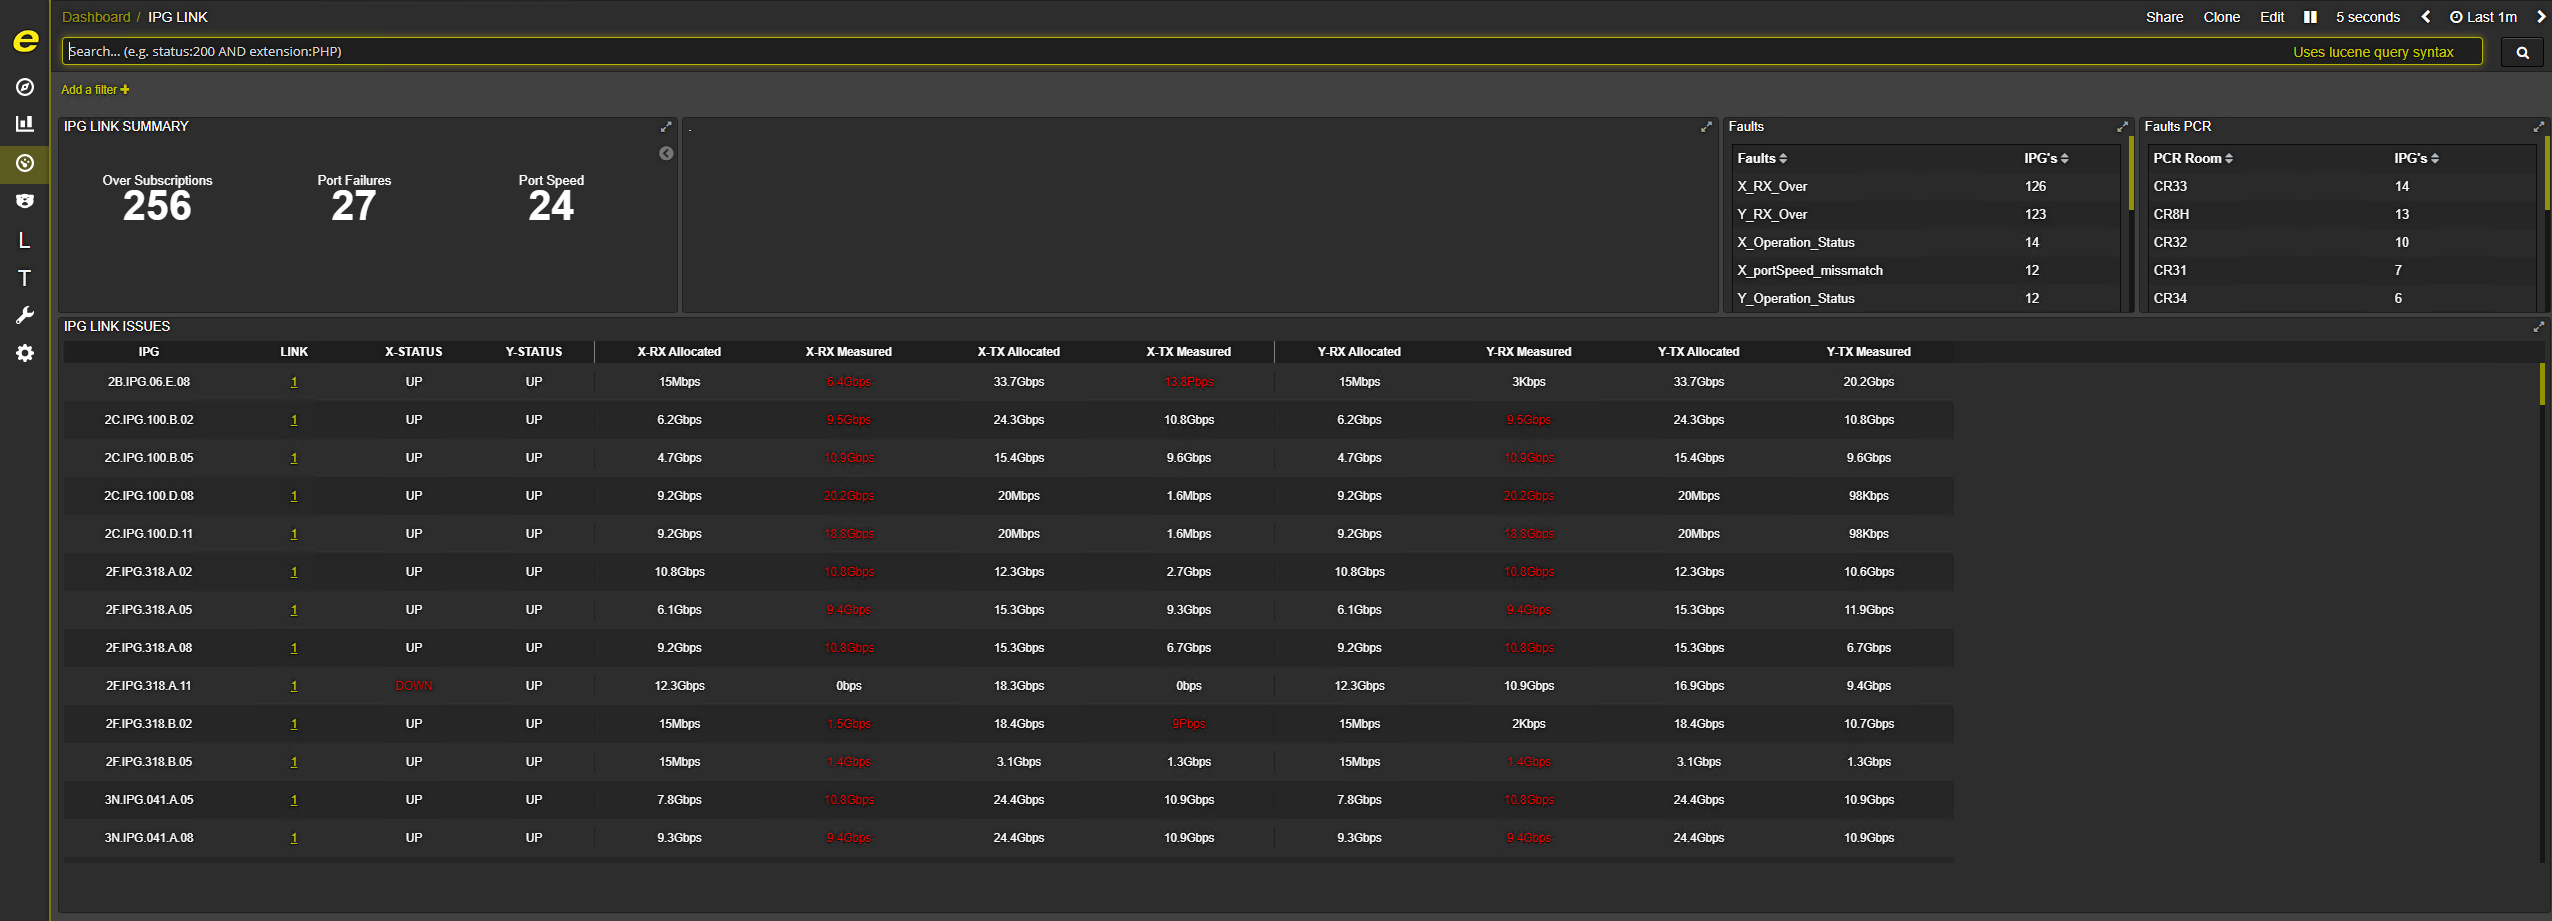 Dashboard / IPG LINK
Share Clone Edit 5 seconds Last 1m
e
Search... (e.g. status:200 AND extension:PHP) Uses lucene query syntax
Add a filter
L
T
IPG LINK SUMMARY
Over Subscriptions Port Failures Port Speed
256 27 24
.
Faults
Faults IPG's
X_RX_Over 126
Y_RX_Over 123
X_Operation_Status 14
X_portSpeed_missmatch 12
Y_Operation_Status 12
Faults PCR
PCR Room IPG's
CR33 14
CR8H 13
CR32 10
CR31 7
CR34 6
IPG LINK ISSUES
IPG LINK X-STATUS Y-STATUS X-RX Allocated X-RX Measured X-TX Allocated X-TX Measured Y-RX Allocated Y-RX Measured Y-TX Allocated Y-TX Measured
2B.IPG.06.E.08 1 UP UP 15Mbps 6.4Gbps 33.7Gbps 13.8Pbps 15Mbps 3Kbps 33.7Gbps 20.2Gbps
2C.IPG.100.B.02 1 UP UP 6.2Gbps 9.5Gbps 24.3Gbps 10.8Gbps 6.2Gbps 9.5Gbps 24.3Gbps 10.8Gbps
2C.IPG.100.B.05 1 UP UP 4.7Gbps 10.9Gbps 15.4Gbps 9.6Gbps 4.7Gbps 10.9Gbps 15.4Gbps 9.6Gbps
2C.IPG.100.D.08 1 UP UP 9.2Gbps 20.2Gbps 20Mbps 1.6Mbps 9.2Gbps 20.2Gbps 20Mbps 98Kbps
2C.IPG.100.D.11 1 UP UP 9.2Gbps 18.8Gbps 20Mbps 1.6Mbps 9.2Gbps 18.8Gbps 20Mbps 98Kbps
2F.IPG.318.A.02 1 UP UP 10.8Gbps 10.8Gbps 12.3Gbps 2.7Gbps 10.8Gbps 10.8Gbps 12.3Gbps 10.6Gbps
2F.IPG.318.A.05 1 UP UP 6.1Gbps 9.4Gbps 15.3Gbps 9.3Gbps 6.1Gbps 9.4Gbps 15.3Gbps 11.9Gbps
2F.IPG.318.A.08 1 UP UP 9.2Gbps 10.8Gbps 15.3Gbps 6.7Gbps 9.2Gbps 10.8Gbps 15.3Gbps 6.7Gbps
2F.IPG.318.A.11 1 DOWN UP 12.3Gbps 0bps 18.3Gbps 0bps 12.3Gbps 10.9Gbps 16.9Gbps 9.4Gbps
2F.IPG.318.B.02 1 UP UP 15Mbps 1.5Gbps 18.4Gbps 9Pbps 15Mbps 2Kbps 18.4Gbps 10.7Gbps
2F.IPG.318.B.05 1 UP UP 15Mbps 1.4Gbps 3.1Gbps 1.3Gbps 15Mbps 1.4Gbps 3.1Gbps 1.3Gbps
3N.IPG.041.A.05 1 UP UP 7.8Gbps 10.8Gbps 24.4Gbps 10.9Gbps 7.8Gbps 10.8Gbps 24.4Gbps 10.9Gbps
3N.IPG.041.A.08 1 UP UP 9.3Gbps 9.4Gbps 24.4Gbps 10.9Gbps 9.3Gbps 9.4Gbps 24.4Gbps 10.9Gbps